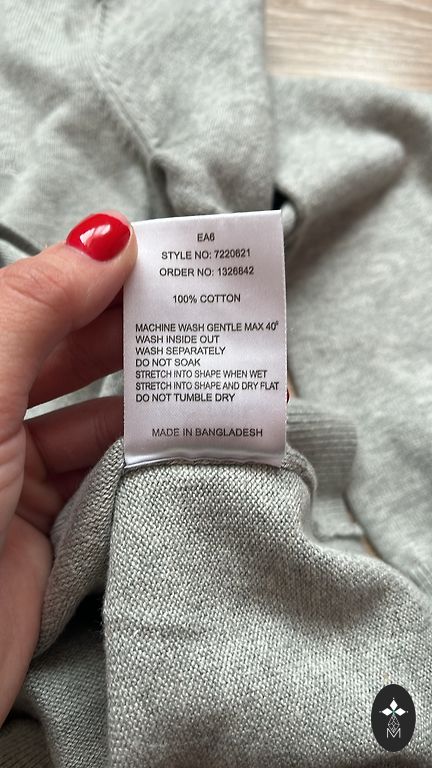 EA6
STYLE NO: 7220621
ORDER NO: 1326842
100% COTTON
MACHINE WASH GENTLE MAX 40°
WASH INSIDE OUT
WASH SEPARATELY
DO NOT SOAK
STRETCH INTO SHAPE WHEN WET
STRETCH INTO SHAPE AND DRY FLAT
DO NOT TUMBLE DRY
MADE IN BANGLADESH
M